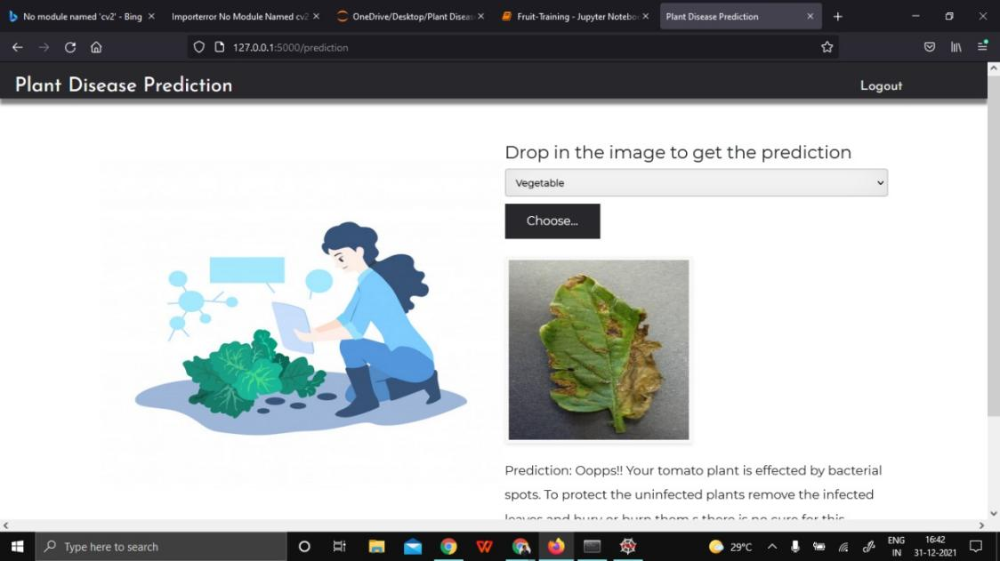 No module named 'cv2' - Bing
Importerror No Module Named cv2
OneDrive/Desktop/Plant Diseas
Fruit-Training - Jupyter Notebo
Plant Disease Prediction
127.0.0.1:5000/prediction
Plant Disease Prediction
Logout
Drop in the image to get the prediction
Vegetable
Choose...
Prediction: Oopps!! Your tomato plant is effected by bacterial
spots. To protect the uninfected plants remove the infected
leaves and bury or burn them s there is no cure for this
Type here to search
29°C
ENG
IN
16:42
31-12-2021